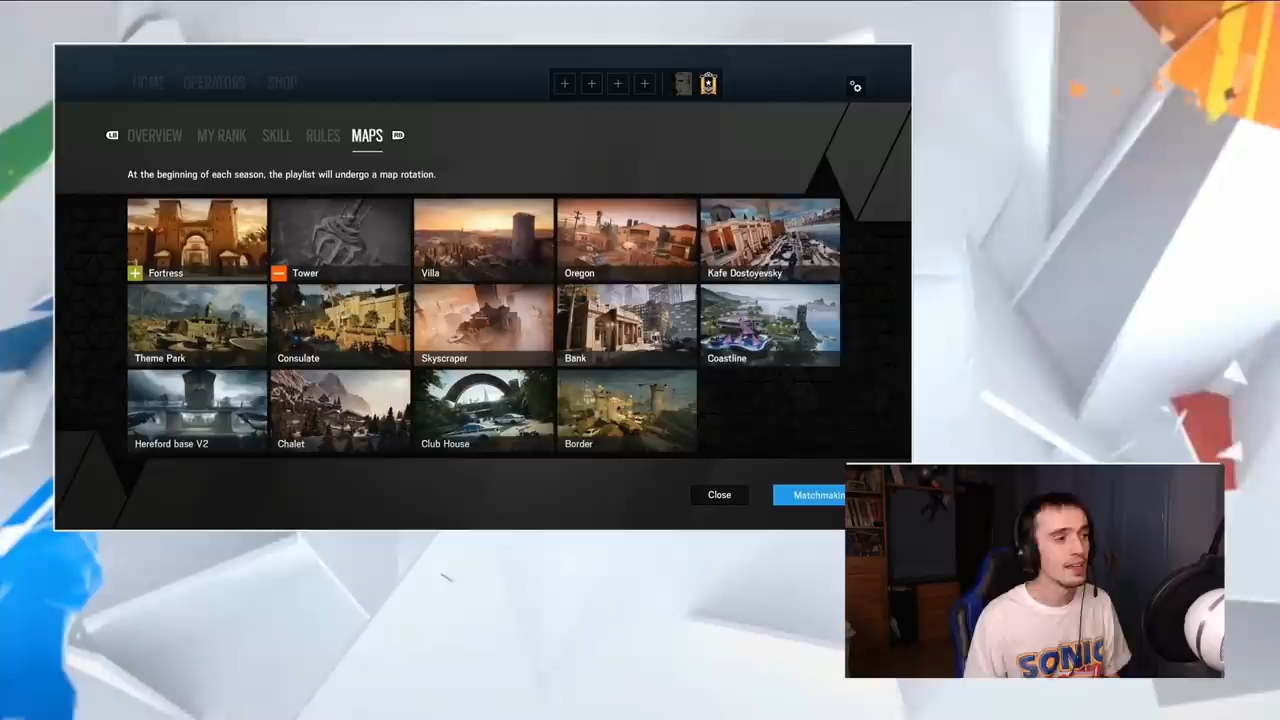 HOME OPERATORS SHOP
LB OVERVIEW MY RANK SKILL RULES MAPS RB
At the beginning of each season, the playlist will undergo a map rotation.
Fortress Tower Villa Oregon Kafe Dostoyevsky
Theme Park Consulate Skyscraper Bank Coastline
Hereford base V2 Chalet Club House Border
Close Matchmakin
SONIC